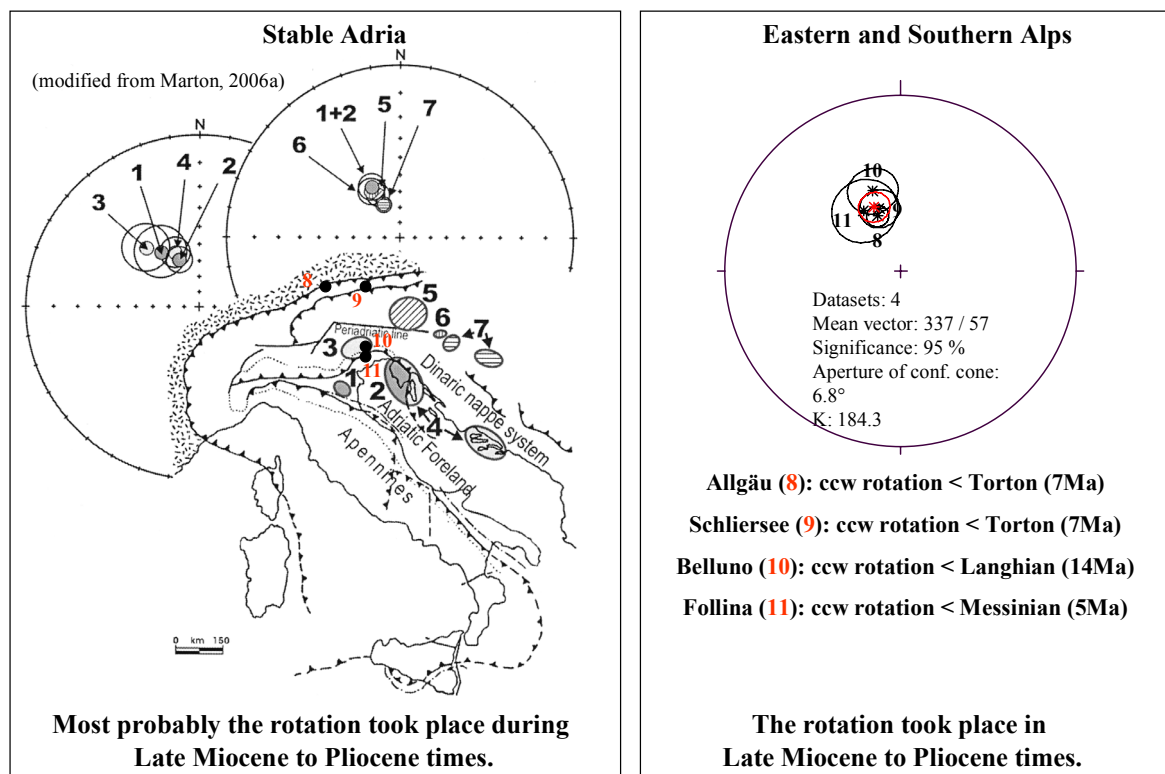 Stable Adria
(modified from Marton, 2006a)
N
1+2
5
7
6
N
4
1
2
3
8
9
5
6
7
Periadriatic line
10
3
11
1
2
4
Dinaric nappe system
Adriatic Foreland
Apennines
0 km 150
Most probably the rotation took place during
Late Miocene to Pliocene times.
Eastern and Southern Alps
10
9
11
8
Datasets: 4
Mean vector: 337 / 57
Significance: 95 %
Aperture of conf. cone:
6.8°
K: 184.3
Allgäu (8): ccw rotation < Torton (7Ma)
Schliersee (9): ccw rotation < Torton (7Ma)
Belluno (10): ccw rotation < Langhian (14Ma)
Follina (11): ccw rotation < Messinian (5Ma)
The rotation took place in
Late Miocene to Pliocene times.